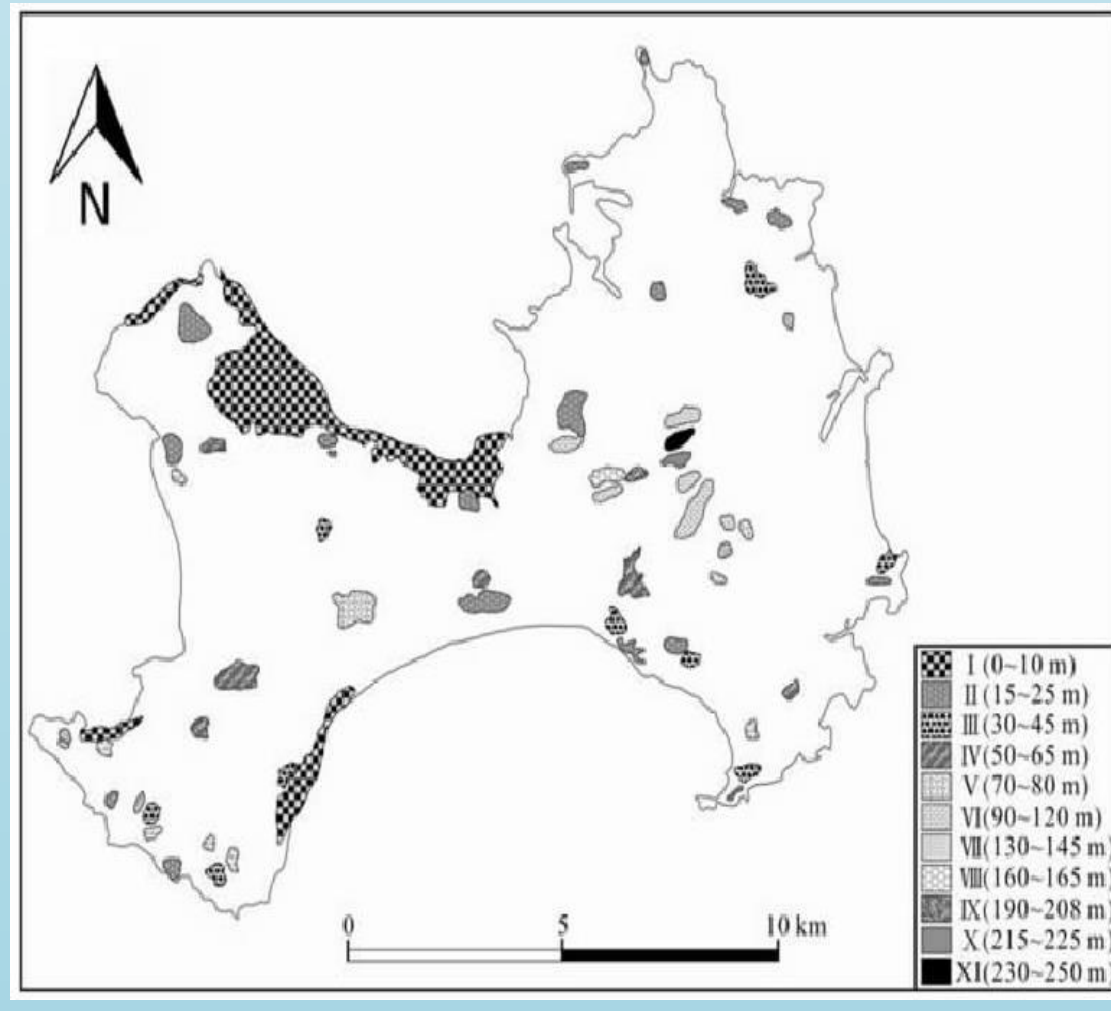 N
I (0~10 m)
II (15~25 m)
III (30~45 m)
IV (50~65 m)
V (70~80 m)
VI (90~120 m)
VII (130~145 m)
VIII (160~165 m)
IX (190~208 m)
X (215~225 m)
XI (230~250 m)
0 5 10 km